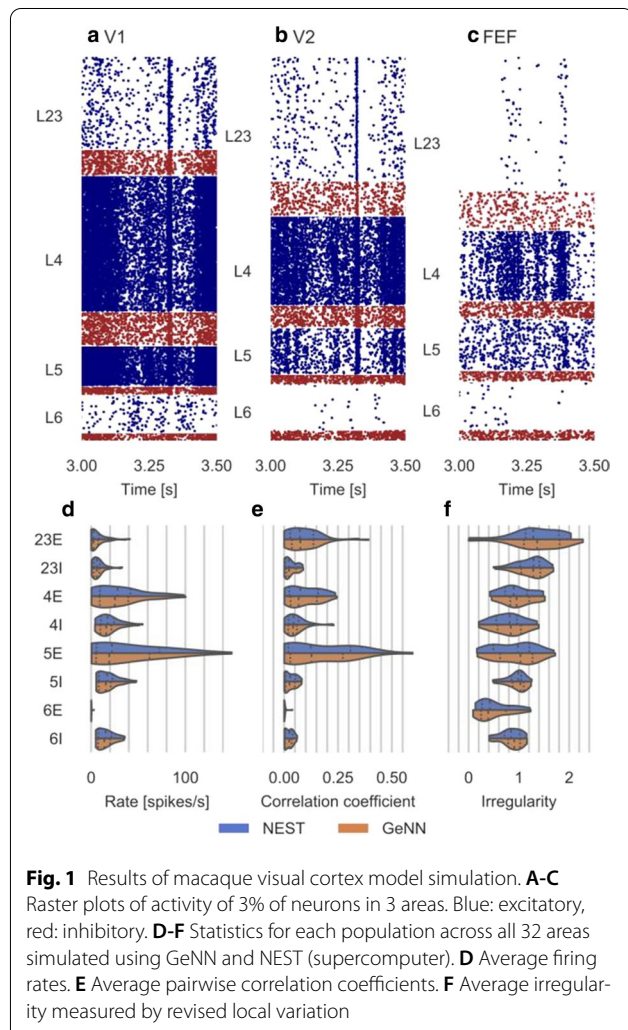 a V1
b V2
c FEF
L23
L4
L5
L6
L23
L4
L5
L6
L23
L4
L5
L6
3.00 3.25 3.50
Time [s]
3.00 3.25 3.50
Time [s]
3.00 3.25 3.50
Time [s]
d
e
f
23E
23I
4E
4I
5E
5I
6E
6I
0 100
Rate [spikes/s]
0.00 0.25 0.50
Correlation coefficient
0 1 2
Irregularity
NEST GeNN
Fig. 1 Results of macaque visual cortex model simulation. A-C
Raster plots of activity of 3% of neurons in 3 areas. Blue: excitatory,
red: inhibitory. D-F Statistics for each population across all 32 areas
simulated using GeNN and NEST (supercomputer). D Average firing
rates. E Average pairwise correlation coefficients. F Average irregular-
ity measured by revised local variation